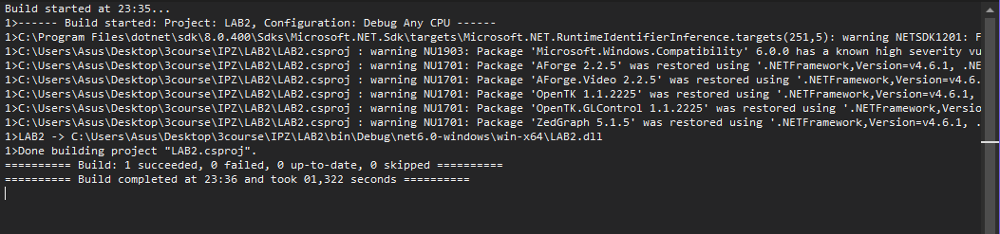 Build started at 23:35...
1>------ Build started: Project: LAB2, Configuration: Debug Any CPU ------
1>C:\Program Files\dotnet\sdk\8.0.400\Sdks\Microsoft.NET.Sdk\targets\Microsoft.NET.RuntimeIdentifierInference.targets(251,5): warning NETSDK1201: F
1>C:\Users\Asus\Desktop\3course\IPZ\LAB2\LAB2.csproj : warning NU1903: Package 'Microsoft.Windows.Compatibility' 6.0.0 has a known high severity vu
1>C:\Users\Asus\Desktop\3course\IPZ\LAB2\LAB2.csproj : warning NU1701: Package 'AForge 2.2.5' was restored using '.NETFramework,Version=v4.6.1, .NE
1>C:\Users\Asus\Desktop\3course\IPZ\LAB2\LAB2.csproj : warning NU1701: Package 'AForge.Video 2.2.5' was restored using '.NETFramework,Version=v4.6.
1>C:\Users\Asus\Desktop\3course\IPZ\LAB2\LAB2.csproj : warning NU1701: Package 'OpenTK 1.1.2225' was restored using '.NETFramework,Version=v4.6.1,
1>C:\Users\Asus\Desktop\3course\IPZ\LAB2\LAB2.csproj : warning NU1701: Package 'OpenTK.GLControl 1.1.2225' was restored using '.NETFramework,Versio
1>C:\Users\Asus\Desktop\3course\IPZ\LAB2\LAB2.csproj : warning NU1701: Package 'ZedGraph 5.1.5' was restored using '.NETFramework,Version=v4.6.1, .
1>LAB2 -> C:\Users\Asus\Desktop\3course\IPZ\LAB2\bin\Debug\net6.0-windows\win-x64\LAB2.dll
1>Done building project "LAB2.csproj".
========== Build: 1 succeeded, 0 failed, 0 up-to-date, 0 skipped ==========
========== Build completed at 23:36 and took 01,322 seconds ==========